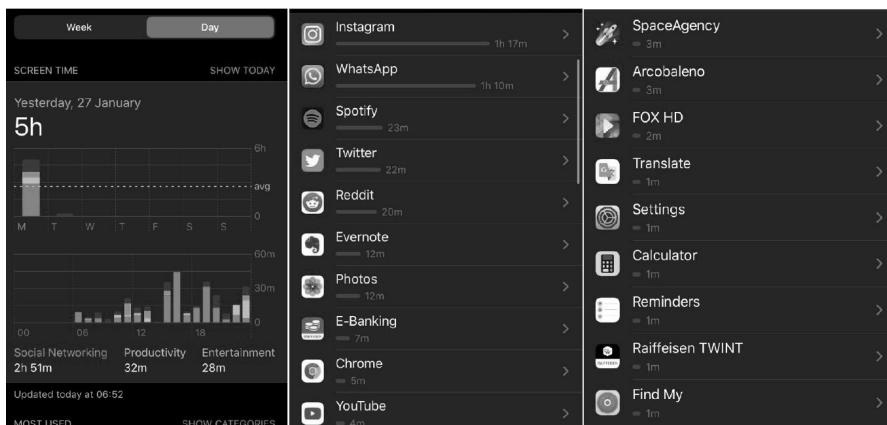 Week Day
SCREEN TIME SHOW TODAY
Yesterday, 27 January
5h
6h
avg
0
M T W T F S S
60m
30m
0
00 06 12 18
Social Networking Productivity Entertainment
2h 51m 32m 28m
Updated today at 06:52
MOST USED SHOW CATEGORIES
Instagram
1h 17m
WhatsApp
1h 10m
Spotify
23m
Twitter
22m
Reddit
20m
Evernote
12m
Photos
12m
E-Banking
7m
Chrome
5m
YouTube
4m
SpaceAgency
3m
Arcobaleno
3m
FOX HD
2m
Translate
1m
Settings
1m
Calculator
1m
Reminders
1m
Raiffeisen TWINT
1m
Find My
1m